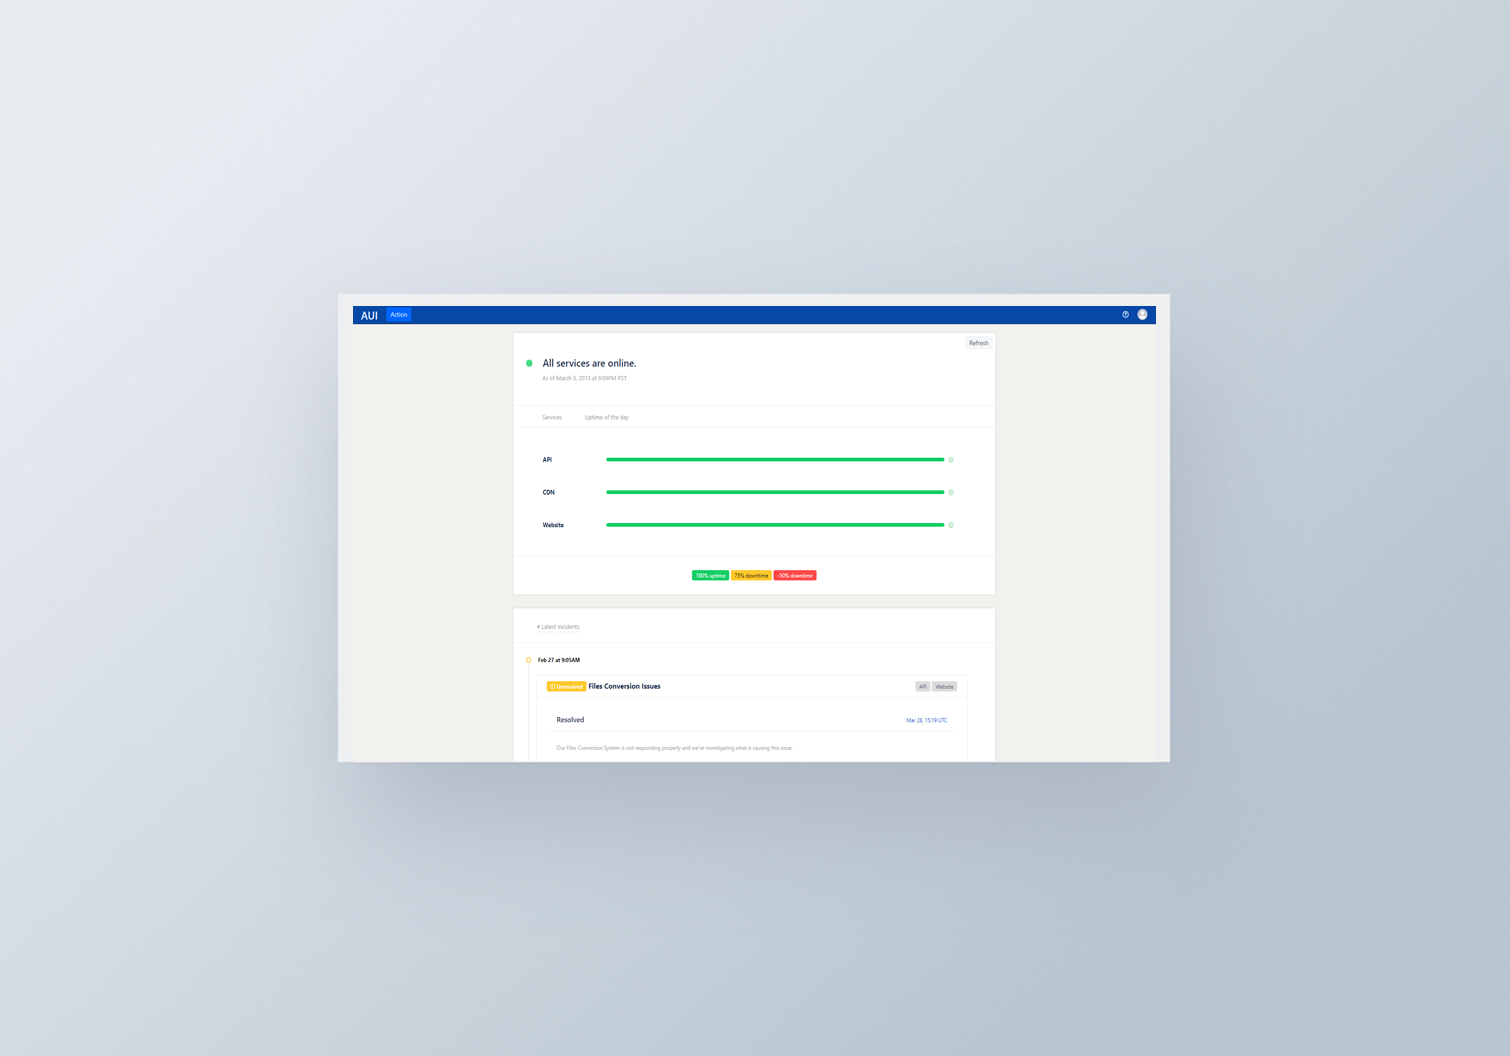 AUI Action
Refresh
All services are online.
As of March 3, 2013 at 9:09PM PST
Services Uptime of the day
API
CDN
Website
100% uptime 75% downtime -50% downtime
# Latest Incidents
Feb 27 at 9:05AM
Unresolved Files Conversion Issues API Website
Resolved Mar 28, 15:19 UTC
Our Files Conversion System is not responding properly and we've investigating what is causing this issue.